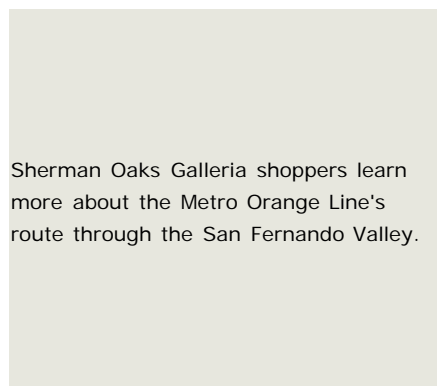 Sherman Oaks Galleria shoppers learn
more about the Metro Orange Line's
route through the San Fernando Valley.